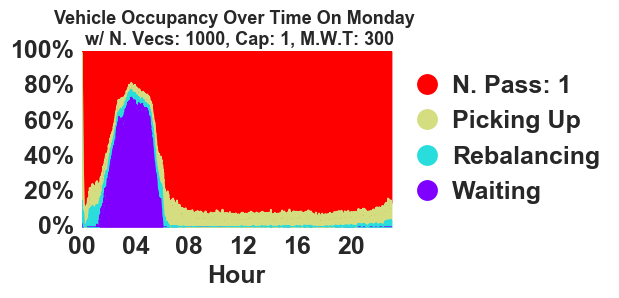 Vehicle Occupancy Over Time On Monday
w/ N. Vecs: 1000, Cap: 1, M.W.T: 300
100%
80%
60%
40%
20%
0%
00 04 08 12 16 20
Hour
N. Pass: 1
Picking Up
Rebalancing
Waiting